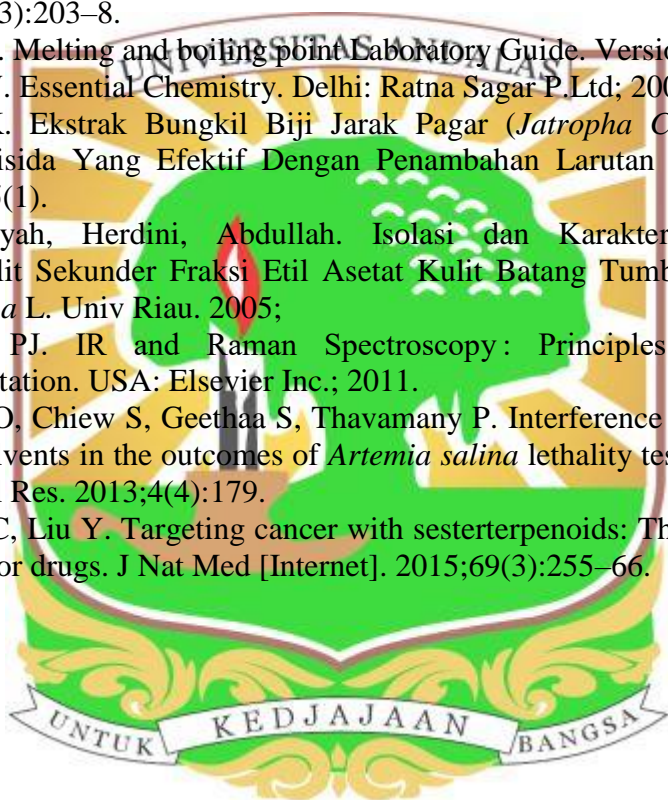 3):203–8.
. Melting and boiling point Laboratory Guide. Versio
UNIVERSITAS ANDALAS
. Essential Chemistry. Delhi: Ratna Sagar P.Ltd; 200
. Ekstrak Bungkil Biji Jarak Pagar (Jatropha C
isida Yang Efektif Dengan Penambahan Larutan
(1).
yah, Herdini, Abdullah. Isolasi dan Karakter
lit Sekunder Fraksi Etil Asetat Kulit Batang Tumb
a L. Univ Riau. 2005;
PJ. IR and Raman Spectroscopy : Principles
tation. USA: Elsevier Inc.; 2011.
O, Chiew S, Geethaa S, Thavamany P. Interference
vents in the outcomes of Artemia salina lethality tes
Res. 2013;4(4):179.
C, Liu Y. Targeting cancer with sesterterpenoids: Th
or drugs. J Nat Med [Internet]. 2015;69(3):255–66.
UNTUK KEDJAJAAN BANGSA